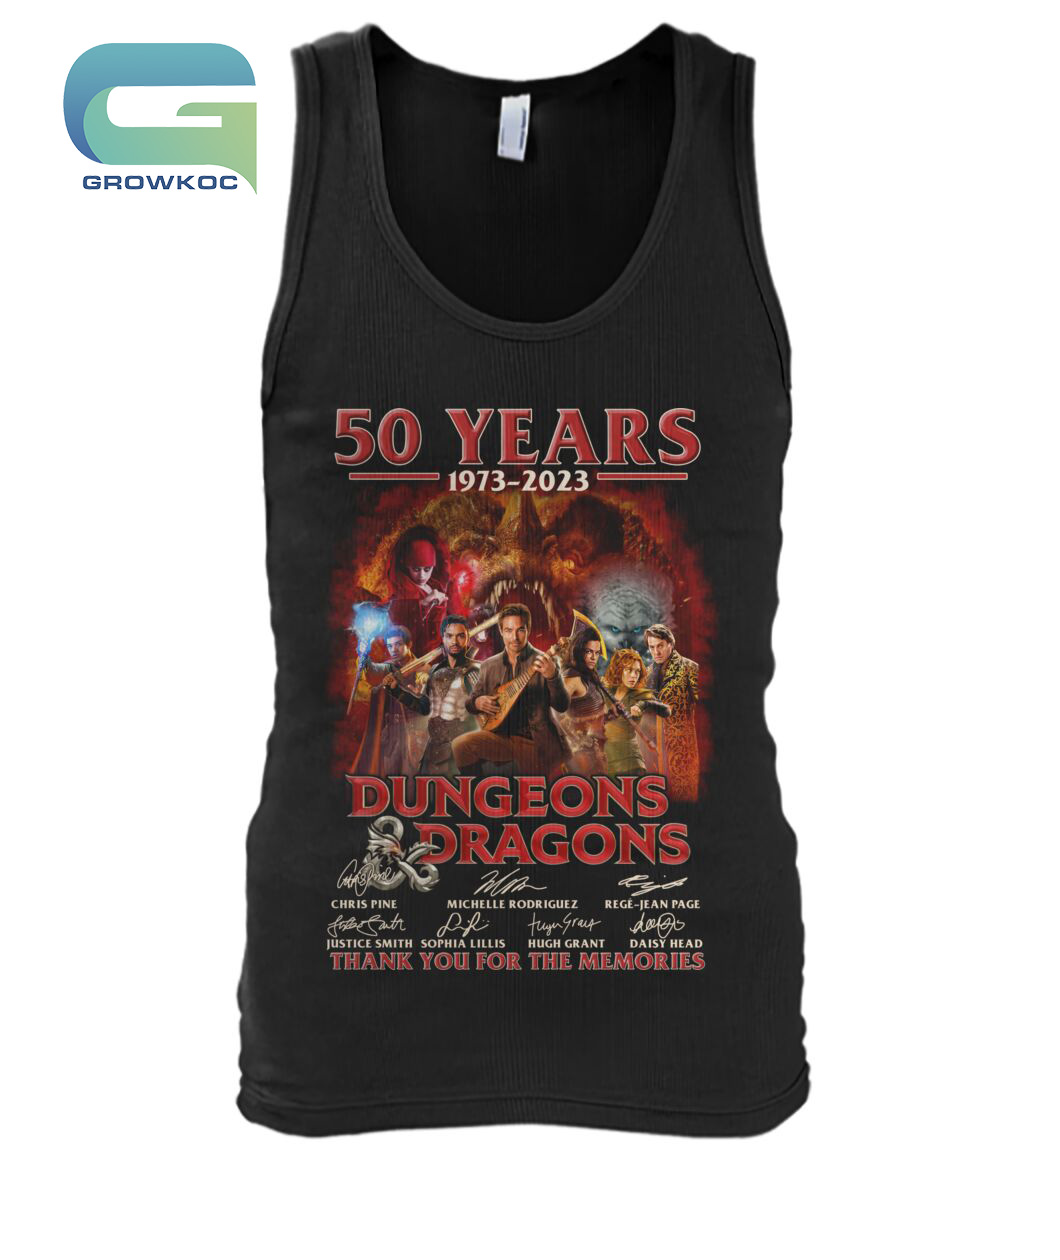 GROWKOC
50 YEARS
1973-2023
DUNGEONS
& DRAGONS
CHRIS PINE MICHELLE RODRIGUEZ REGÉ-JEAN PAGE
JUSTICE SMITH SOPHIA LILLIS HUGH GRANT DAISY HEAD
THANK YOU FOR THE MEMORIES